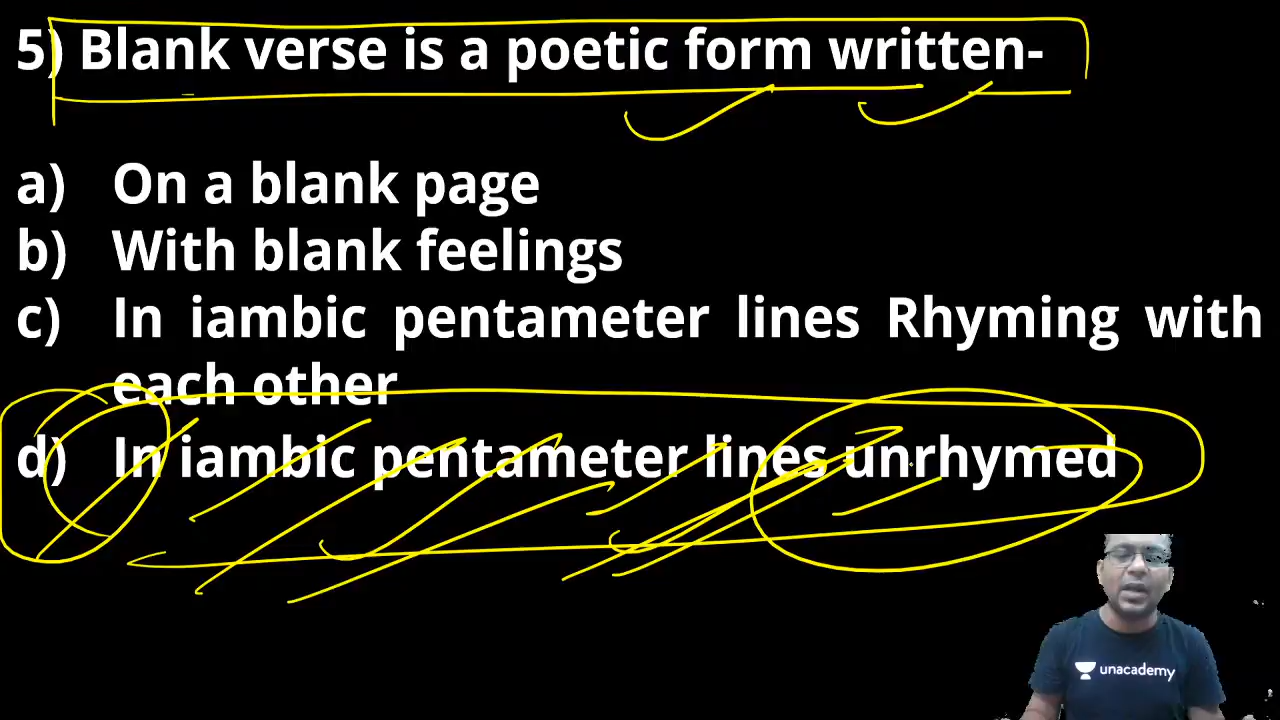 5) Blank verse is a poetic form written-
a) On a blank page
b) With blank feelings
c) In iambic pentameter lines Rhyming with
each other
d) In iambic pentameter lines unrhymed
unacademy